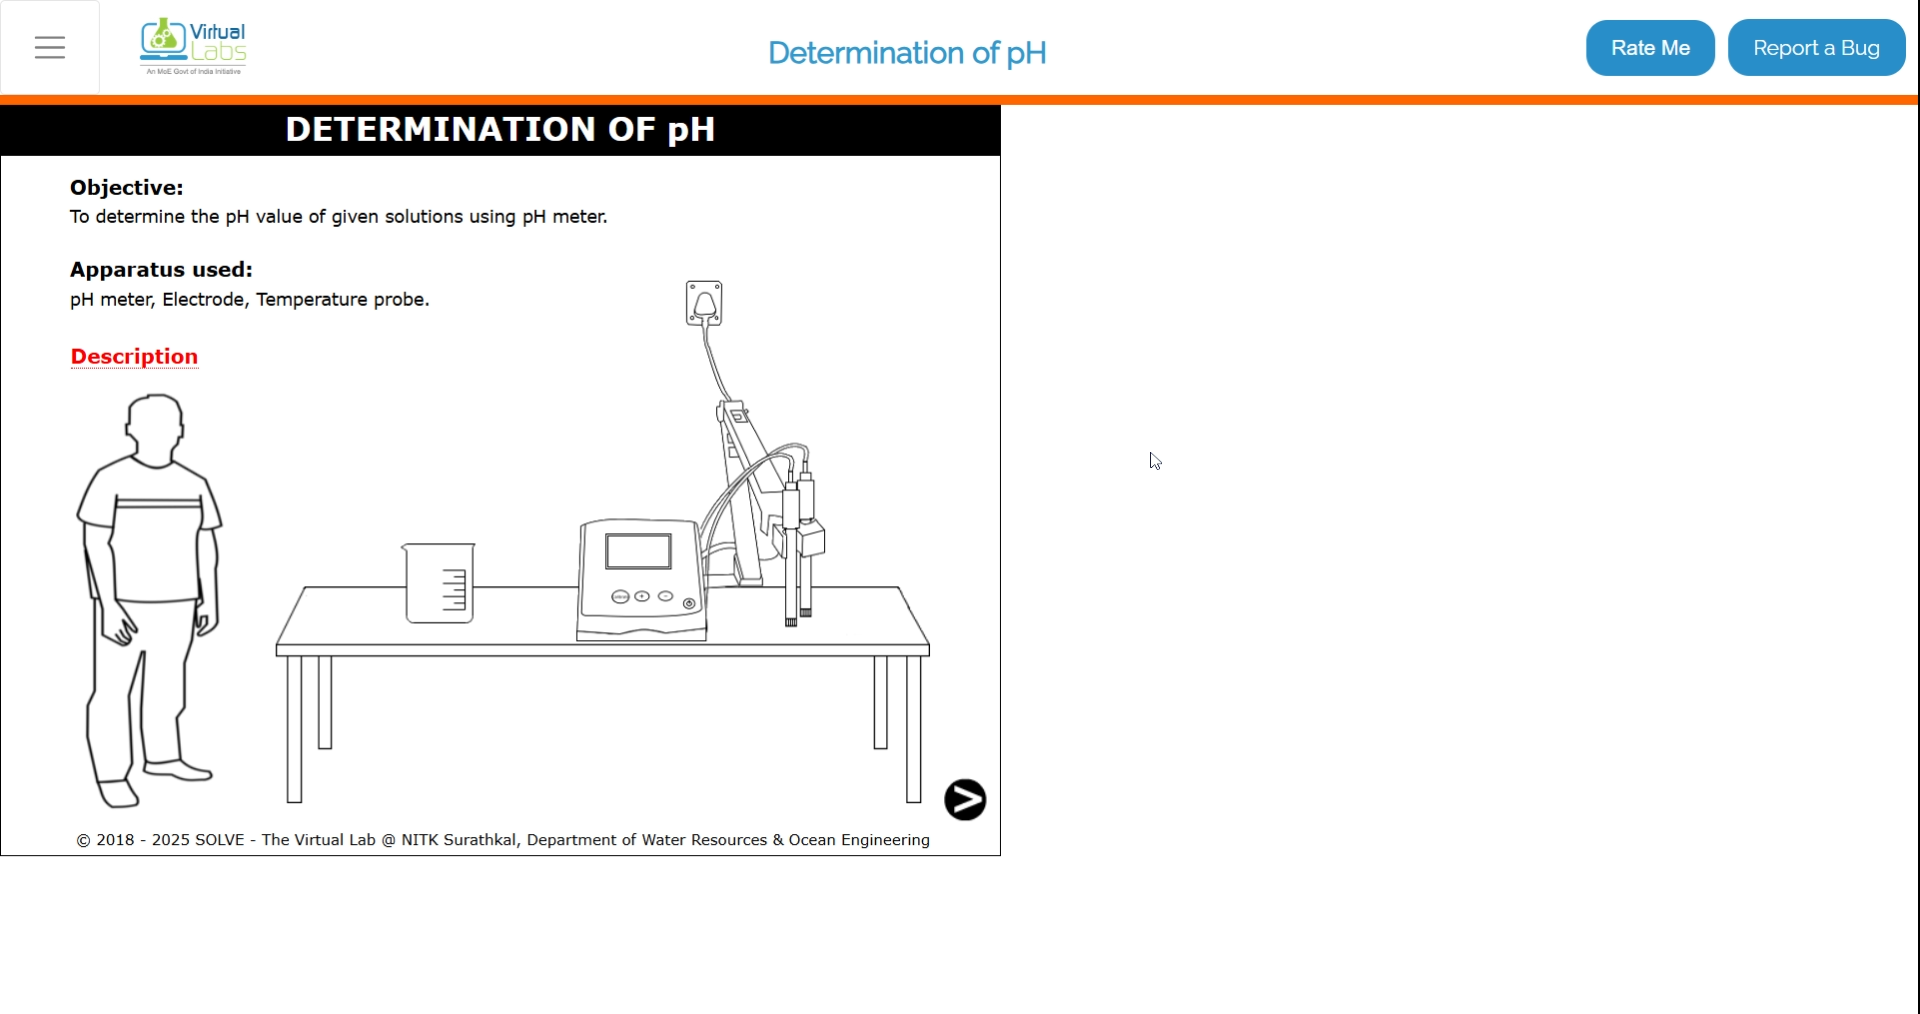 Virtual
Labs
An MoE Govt of India Initiative
Determination of pH
Rate Me
Report a Bug
DETERMINATION OF pH
Objective:
To determine the pH value of given solutions using pH meter.
Apparatus used:
pH meter, Electrode, Temperature probe.
Description
© 2018 - 2025 SOLVE - The Virtual Lab @ NITK Surathkal, Department of Water Resources & Ocean Engineering